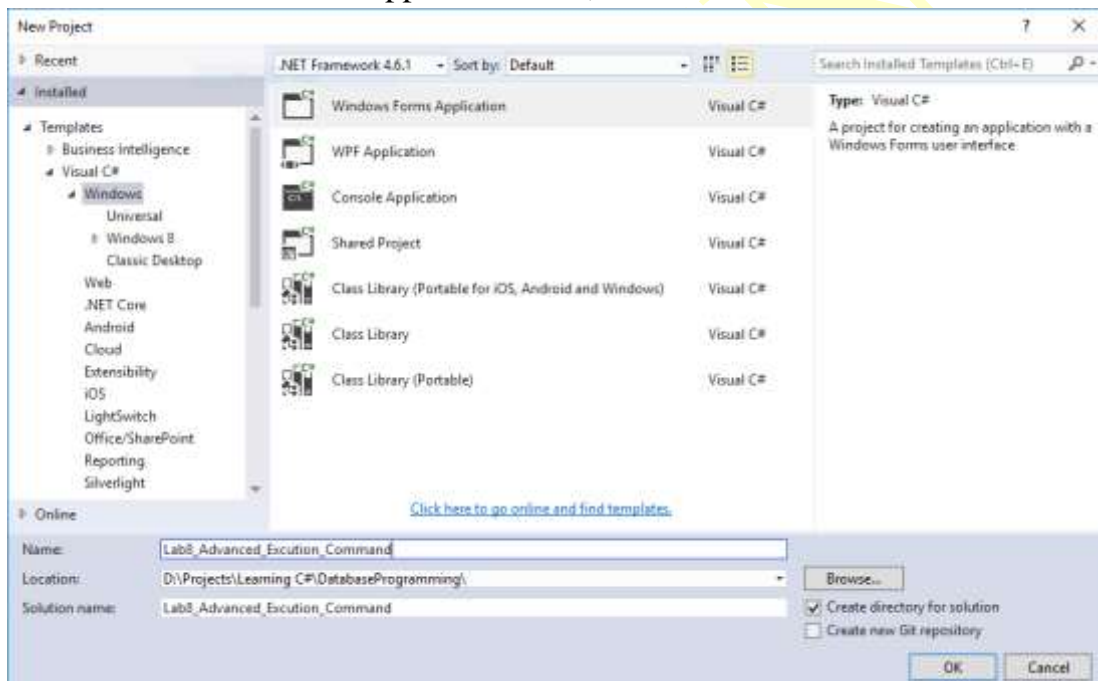 New Project
Recent
.NET Framework 4.6.1
Sort by: Default
Search Installed Templates (Ctrl+E)
Installed
Templates
Business Intelligence
Visual C#
Windows
Universal
Windows 8
Classic Desktop
Web
.NET Core
Android
Cloud
Extensibility
iOS
LightSwitch
Office/SharePoint
Reporting
Silverlight
Online
Windows Forms Application Visual C#
WPF Application Visual C#
Console Application Visual C#
Shared Project Visual C#
Class Library (Portable for iOS, Android and Windows) Visual C#
Class Library Visual C#
Class Library (Portable) Visual C#
Click here to go online and find templates.
Type: Visual C#
A project for creating an application with a
Windows Forms user interface
Name: Lab8_Advanced_Excution_Command
Location: D:\Projects\Learning C#\DatabaseProgramming\
Browse...
Solution name: Lab8_Advanced_Excution_Command
Create directory for solution
Create new Git repository
OK
Cancel